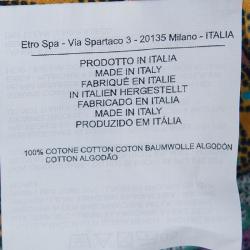 Etro Spa - Via Spartaco 3 - 20135 Milano - ITALIA
PRODOTTO IN ITALIA
MADE IN ITALY
FABRIQUÉ EN ITALIE
IN ITALIEN HERGESTELLT
FABRICADO EN ITALIA
MADE IN ITALY
PRODUZIDO EM ITÁLIA
100% COTONE COTTON COTON BAUMWOLLE ALGODÓN
COTTON ALGODÃO